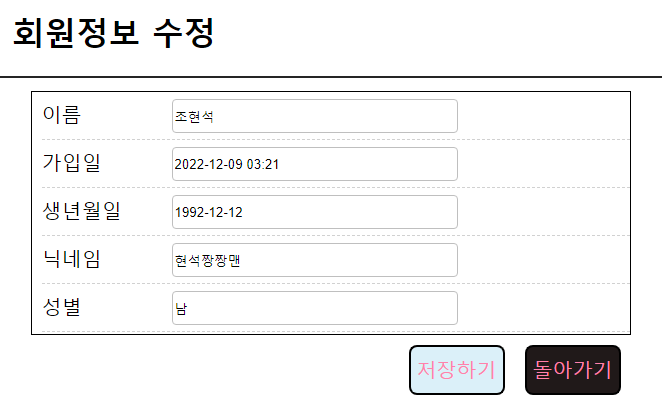 회원정보 수정
이름 조현석
가입일 2022-12-09 03:21
생년월일 1992-12-12
닉네임 현석짱짱맨
성별 남
저장하기 돌아가기